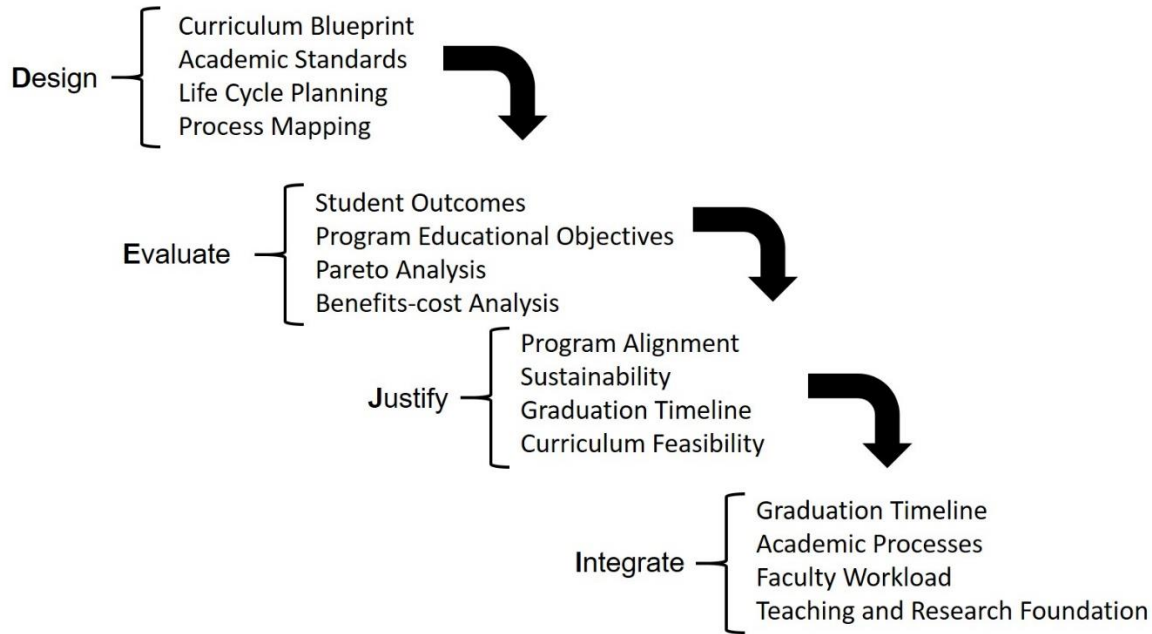 Design
Curriculum Blueprint
Academic Standards
Life Cycle Planning
Process Mapping
Evaluate
Student Outcomes
Program Educational Objectives
Pareto Analysis
Benefits-cost Analysis
Justify
Program Alignment
Sustainability
Graduation Timeline
Curriculum Feasibility
Integrate
Graduation Timeline
Academic Processes
Faculty Workload
Teaching and Research Foundation